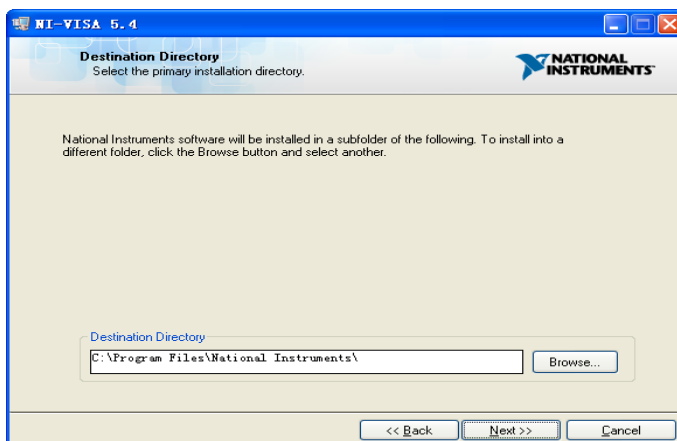 NI-VISA 5.4
Destination Directory
Select the primary installation directory.
NATIONAL
INSTRUMENTS™
National Instruments software will be installed in a subfolder of the following. To install into a
different folder, click the Browse button and select another.
Destination Directory
C:\Program Files\National Instruments\
Browse...
<< Back
Next >>
Cancel